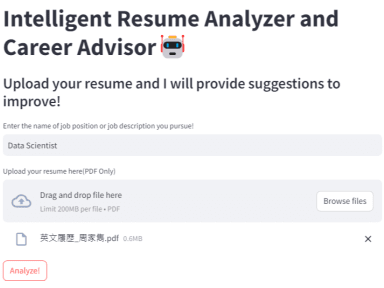 Intelligent Resume Analyzer and
Career Advisor
Upload your resume and I will provide suggestions to
improve!
Enter the name of job position or job description you pursue!
Data Scientist
Upload your resume here(PDF Only)
Drag and drop file here
Limit 200MB per file • PDF
Browse files
英文履歷_周家雋.pdf 0.6MB
Analyze!